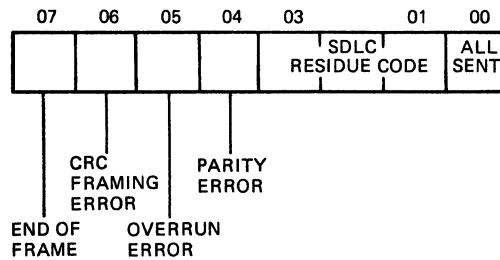 07 06 05 04 03 01 00
SDLC
RESIDUE CODE
ALL
SENT
CRC
FRAMING
ERROR
PARITY
ERROR
END OF
FRAME
OVERRUN
ERROR